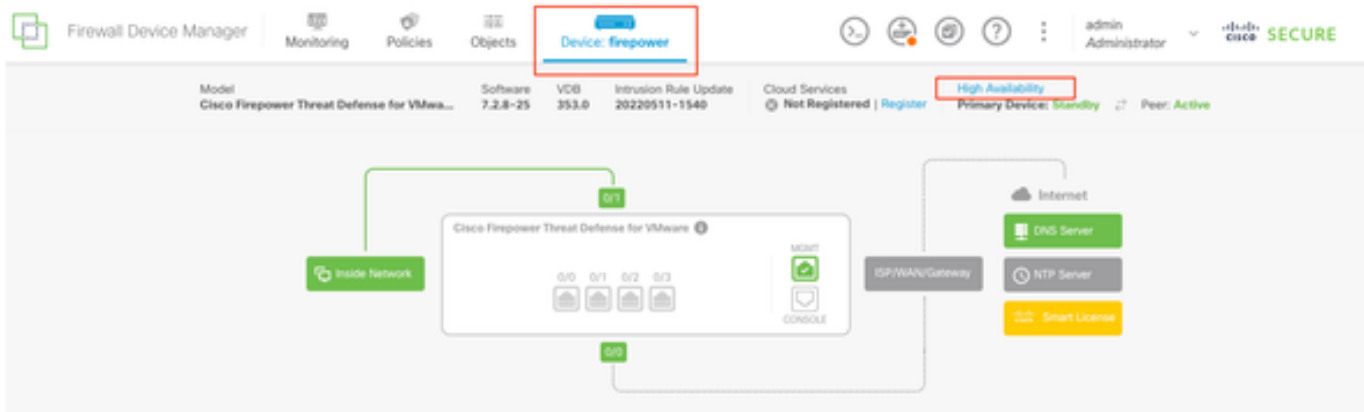 Firewall Device Manager
Monitoring
Policies
Objects
Device: firepower
admin
Administrator
CISCO SECURE
Model
Cisco Firepower Threat Defense for VMwa...
Software
7.2.8-25
VDB
353.0
Intrusion Rule Update
20220511-1540
Cloud Services
Not Registered | Register
High Availability
Primary Device: Standby
Peer: Active
Internet
0/1
Cisco Firepower Threat Defense for VMware
DNS Server
MGMT
Inside Network
0/0 0/1 0/2 0/3
ISP/WAN/Gateway
NTP Server
CONSOLE
Smart License
0/0